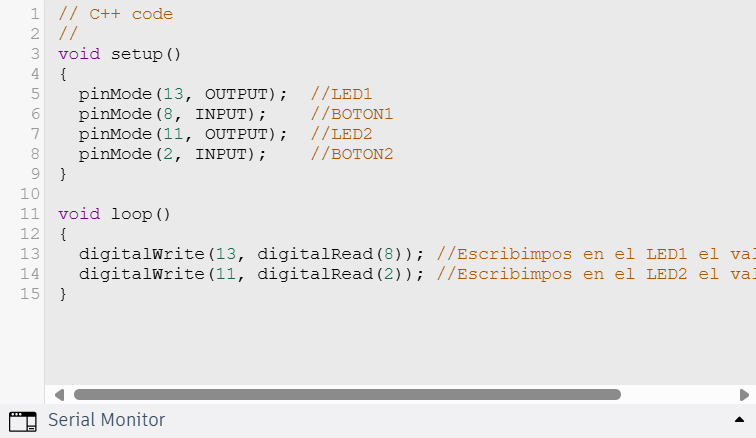 1 // C++ code
2 //
3 void setup()
4 {
5 pinMode(13, OUTPUT); //LED1
6 pinMode(8, INPUT); //BOTON1
7 pinMode(11, OUTPUT); //LED2
8 pinMode(2, INPUT); //BOTON2
9 }
10
11 void loop()
12 {
13 digitalWrite(13, digitalRead(8)); //Escribimpos en el LED1 el val
14 digitalWrite(11, digitalRead(2)); //Escribimpos en el LED2 el val
15 }
Serial Monitor